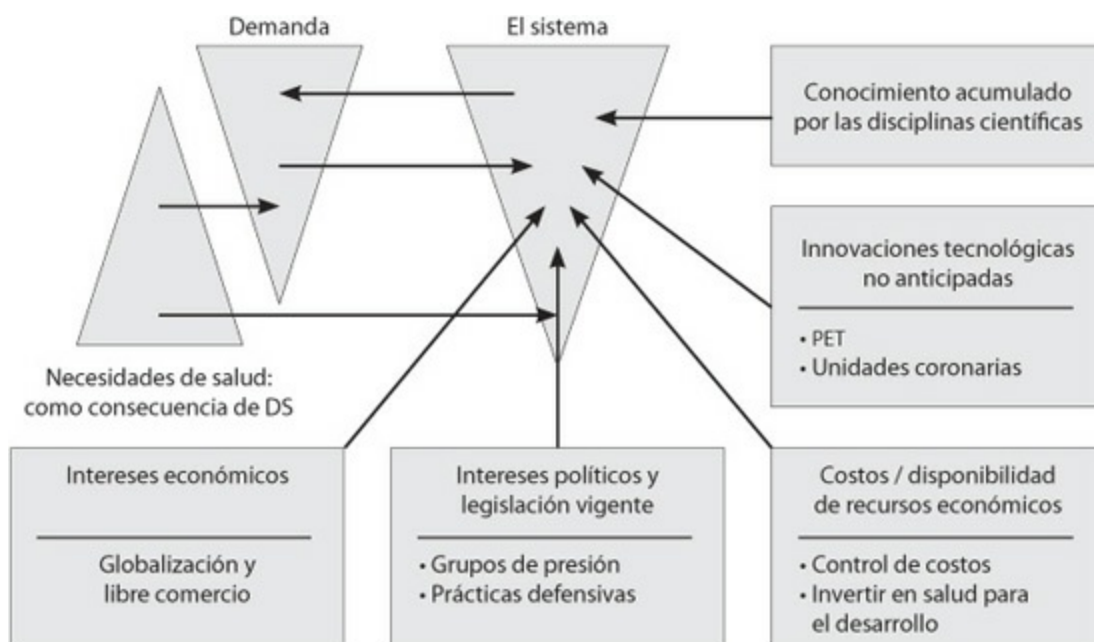 Demanda
El sistema
Conocimiento acumulado
por las disciplinas científicas
Innovaciones tecnológicas
no anticipadas
• PET
• Unidades coronarias
Necesidades de salud:
como consecuencia de DS
Intereses económicos
Globalización y
libre comercio
Intereses políticos y
legislación vigente
• Grupos de presión
• Prácticas defensivas
Costos / disponibilidad
de recursos económicos
• Control de costos
• Invertir en salud para
el desarrollo